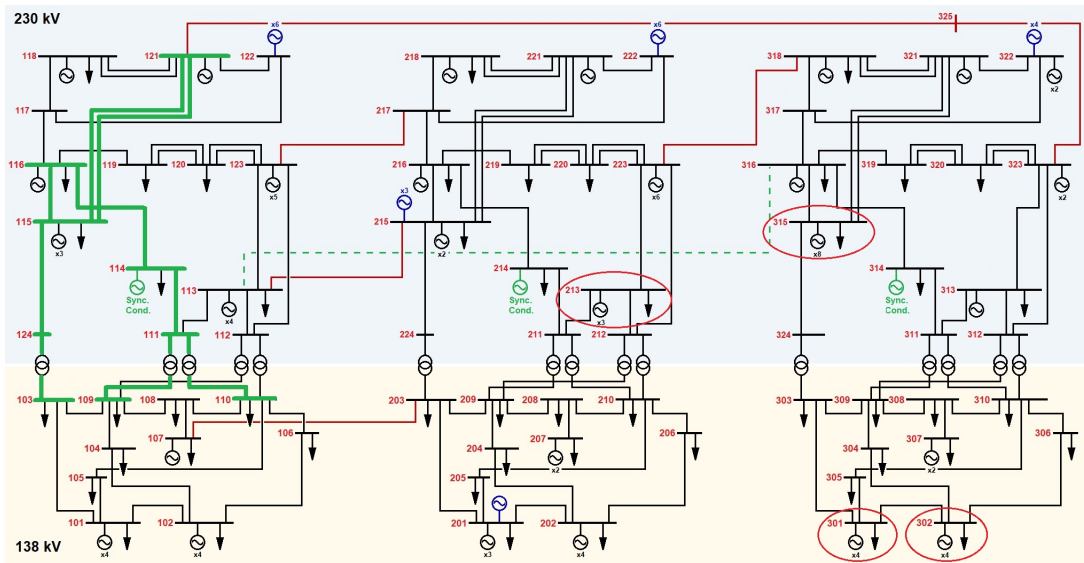 230 kV
325
x6
x6
x4
118
121
122
218
221
222
318
321
322
x2
117
217
317
116
119
120
123
216
219
220
223
316
319
320
323
x5
x3
x6
x2
115
215
315
x3
x2
x8
114
214
314
Sync.
Cond.
Sync.
Cond.
Sync.
Cond.
113
213
313
x4
x3
124
111
112
224
211
212
324
311
312
103
109
108
110
203
209
208
210
303
309
308
310
107
106
207
206
307
306
104
204
304
x2
x2
105
205
305
101
102
201
202
301
302
x4
x4
x3
x4
x4
x4
138 kV